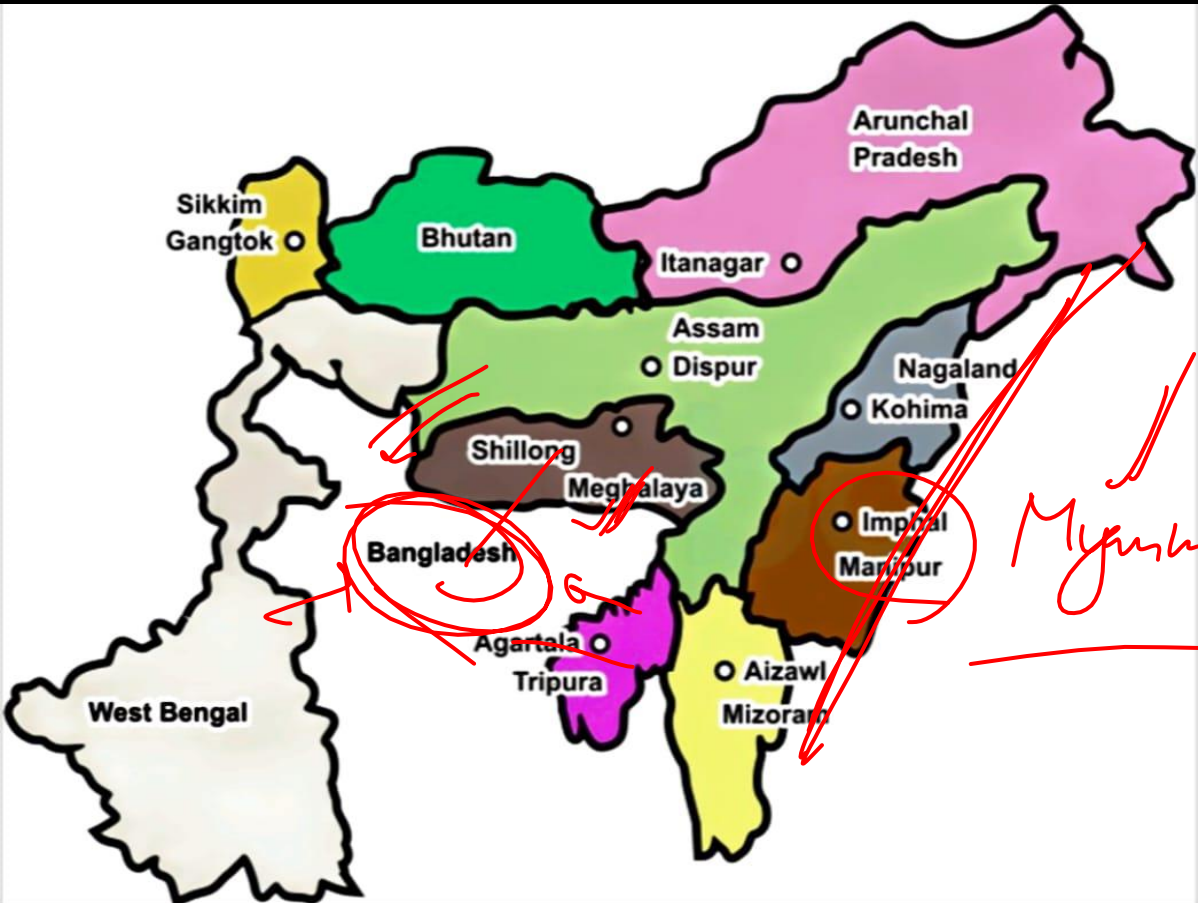 Arunchal
Pradesh
Sikkim
Gangtok
Bhutan
Itanagar
Assam
Dispur
Nagaland
Kohima
Shillong
Meghalaya
Imphal
Manipur
Bangladesh
Agartala
Tripura
Aizawl
Mizoram
West Bengal